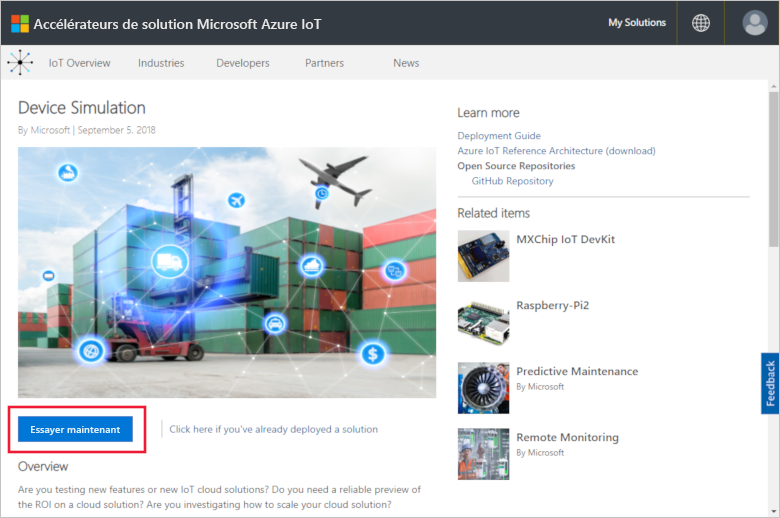 Accélérateurs de solution Microsoft Azure IoT
My Solutions
IoT Overview
Industries
Developers
Partners
News
Device Simulation
By Microsoft | September 5, 2018
Essayer maintenant
Click here if you've already deployed a solution
Overview
Are you testing new features or new IoT cloud solutions? Do you need a reliable preview
of the ROI on a cloud solution? Are you investigating how to scale your cloud solution?
Learn more
Deployment Guide
Azure IoT Reference Architecture (download)
Open Source Repositories
GitHub Repository
Related items
MXChip IoT DevKit
Raspberry-Pi2
Predictive Maintenance
By Microsoft
Remote Monitoring
By Microsoft
Feedback